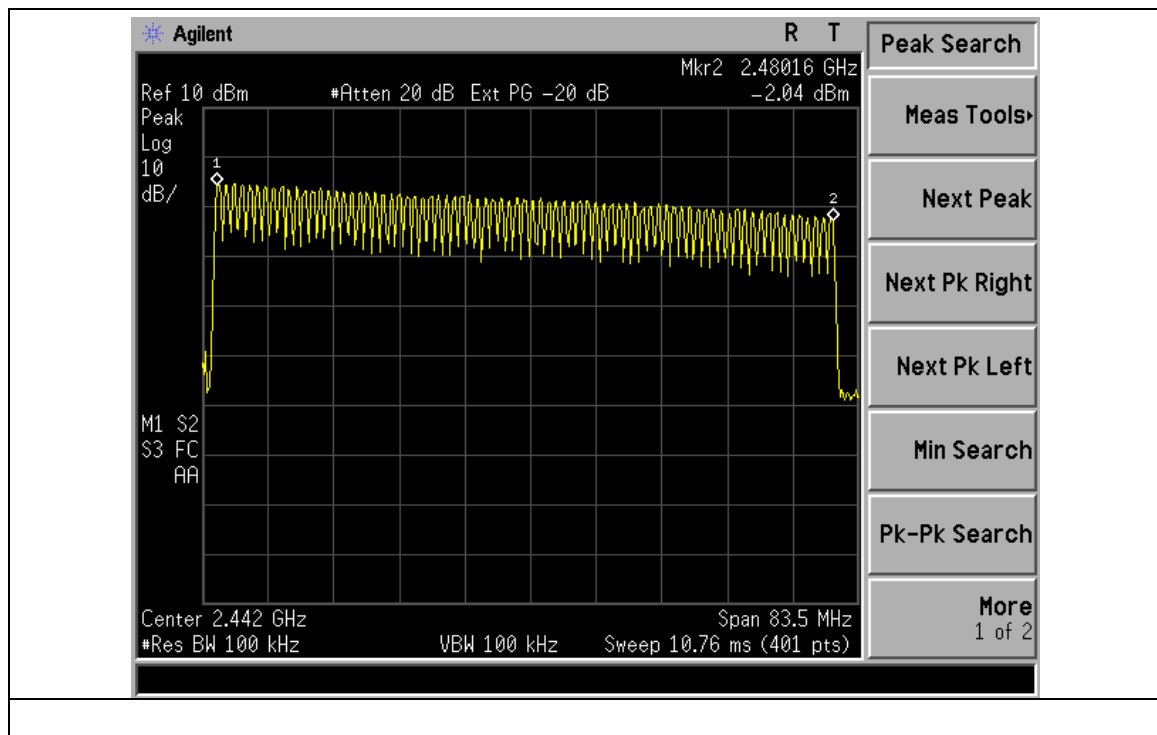 Agilent R T
Mkr2 2.48016 GHz
Ref 10 dBm #Atten 20 dB Ext PG -20 dB -2.04 dBm
Peak
Log
10
dB/
1
2
M1 S2
S3 FC
AA
Center 2.442 GHz Span 83.5 MHz
#Res BW 100 kHz VBW 100 kHz Sweep 10.76 ms (401 pts)
Peak Search
Meas Tools
Next Peak
Next Pk Right
Next Pk Left
Min Search
Pk-Pk Search
More
1 of 2